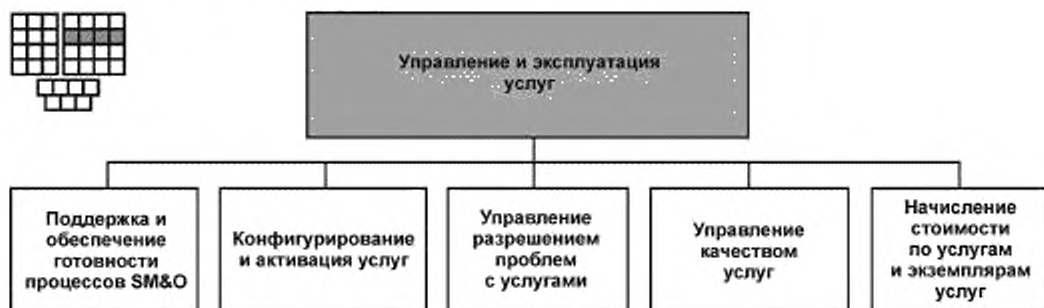 Управление и эксплуатация
услуг
Поддержка и
обеспечение
готовности
процессов SM&O
Конфигурирование
и активация услуг
Управление
разрешением
проблем
с услугами
Управление
качеством
услуг
Начисление
стоимости
по услугам
и экземплярам
услуг